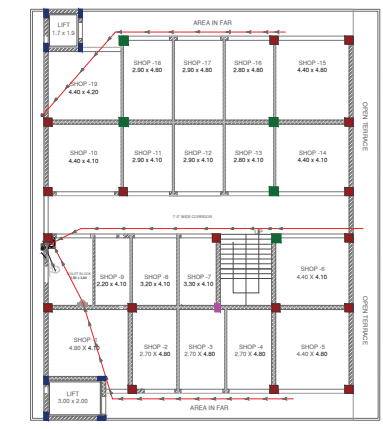 LIFT
1.7 x 1.9
AREA IN FAR
SHOP -19
4.40 x 4.20
SHOP -18
2.90 x 4.80
SHOP -17
2.90 x 4.80
SHOP -16
2.80 x 4.80
SHOP -15
4.40 x 4.80
OPEN TERRACE
SHOP -10
4.40 x 4.10
SHOP -11
2.90 x 4.10
SHOP -12
2.90 x 4.10
SHOP -13
2.80 x 4.10
SHOP -14
4.40 x 4.10
7'-0" WIDE CORRIDOR
UP
TOILET BLOCK
SHOP -9
2.20 x 4.10
SHOP -8
3.20 x 4.10
SHOP -7
3.30 x 4.10
SHOP -6
4.40 X 4.10
OPEN TERRACE
SHOP -1
4.80 X 4.10
SHOP -2
2.70 X 4.80
SHOP -3
2.70 X 4.80
SHOP -4
2.70 X 4.80
SHOP -5
4.40 X 4.80
LIFT
3.00 x 2.00
AREA IN FAR